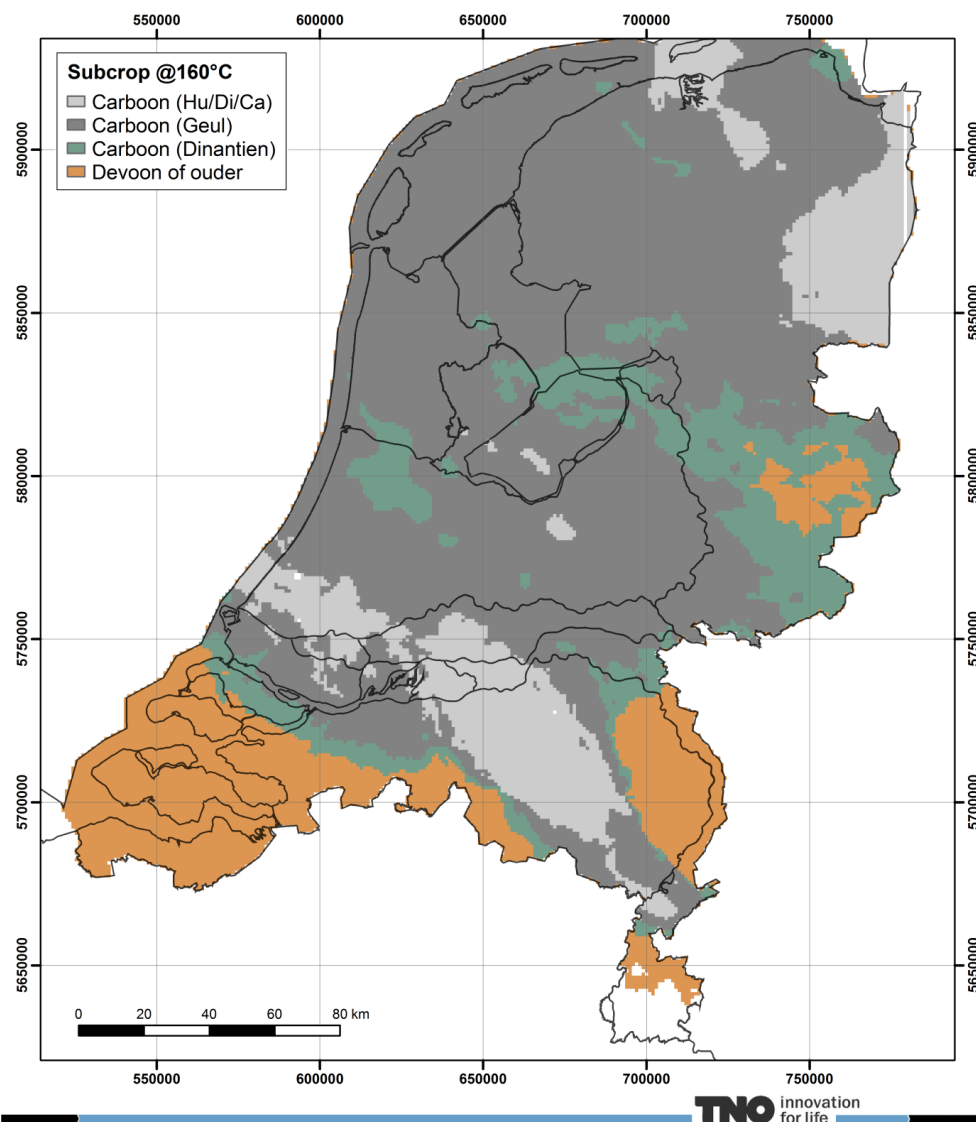 550000 600000 650000 700000 750000
Subcrop @160°C
Carboon (Hu/Di/Ca)
Carboon (Geul)
Carboon (Dinantien)
Devoon of ouder
5900000 5900000
5850000 5850000
5800000 5800000
5750000 5750000
5700000 5700000
5650000 5650000
0 20 40 60 80 km
550000 600000 650000 700000 750000
TNO innovation
for life